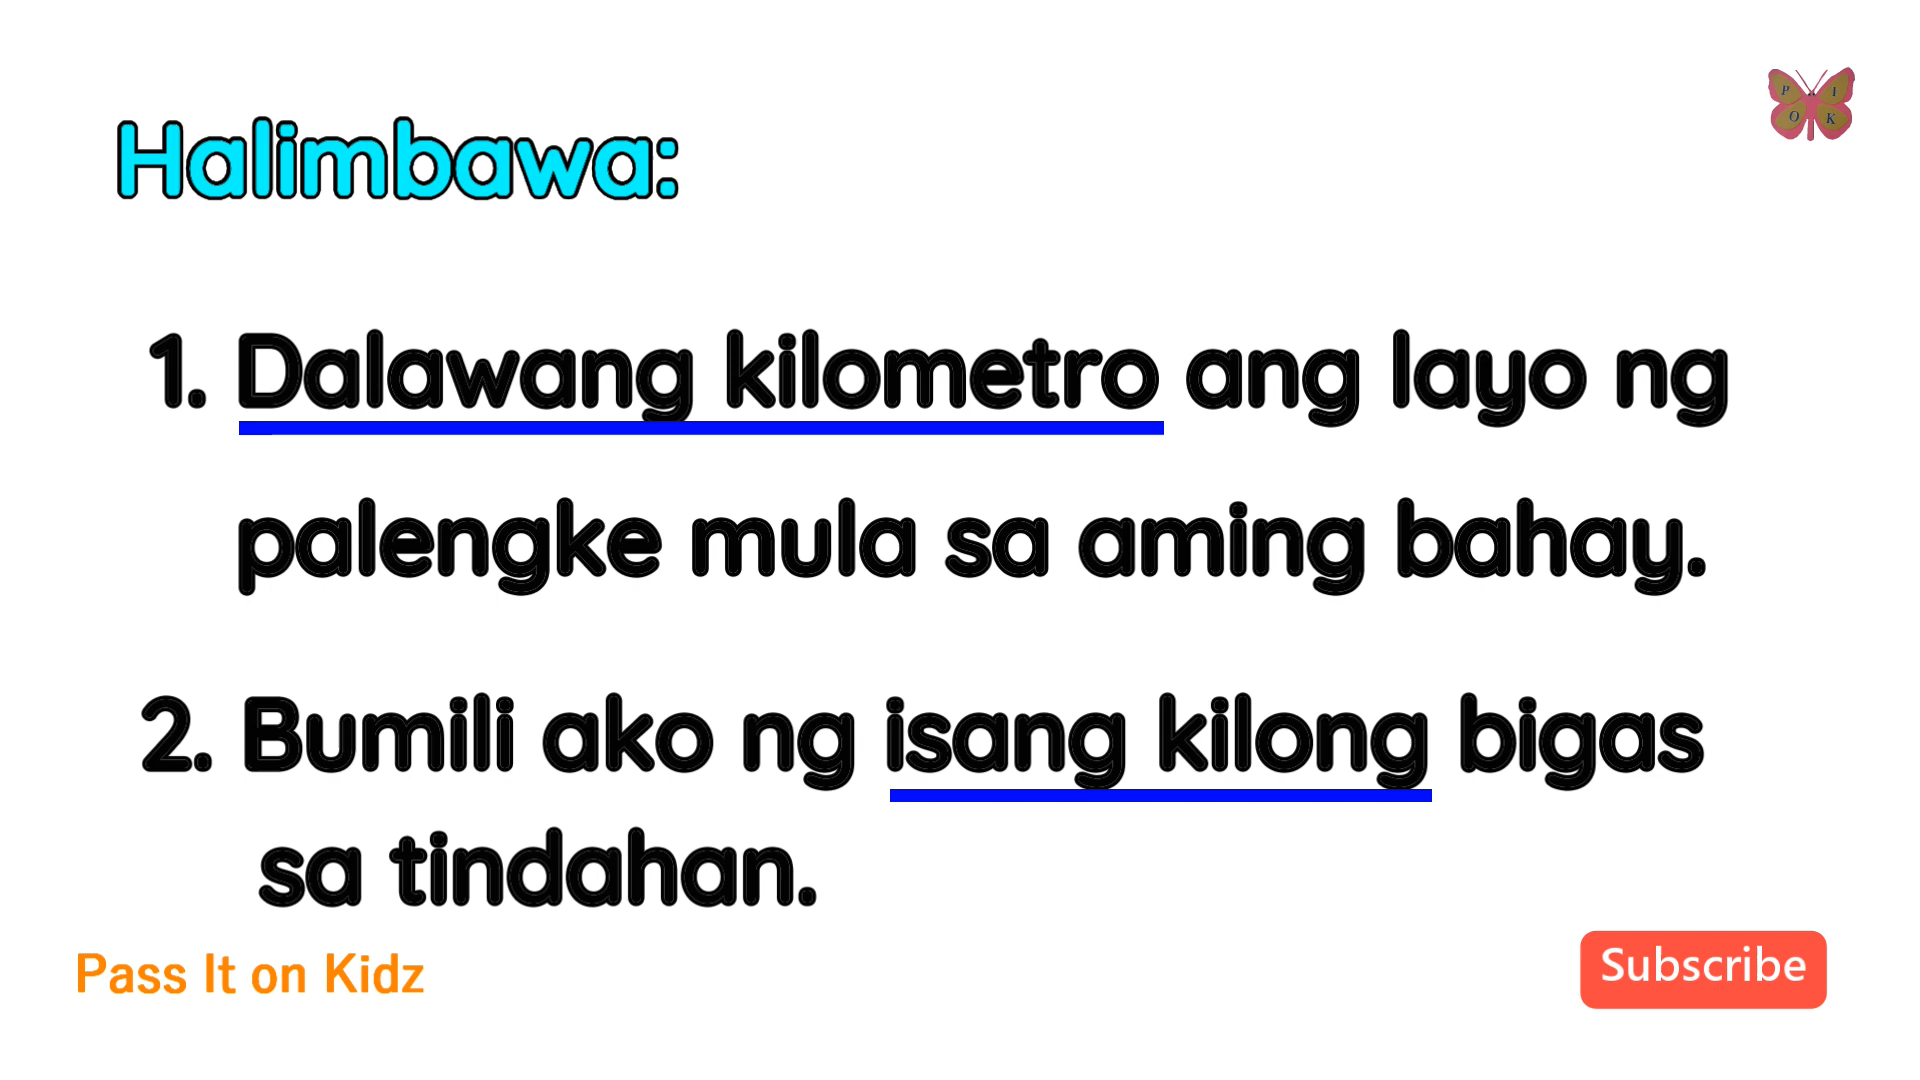 P I
O K
Halimbawa:
1. Dalawang kilometro ang layo ng
palengke mula sa aming bahay.
2. Bumili ako ng isang kilong bigas
sa tindahan.
Pass It on Kidz
Subscribe